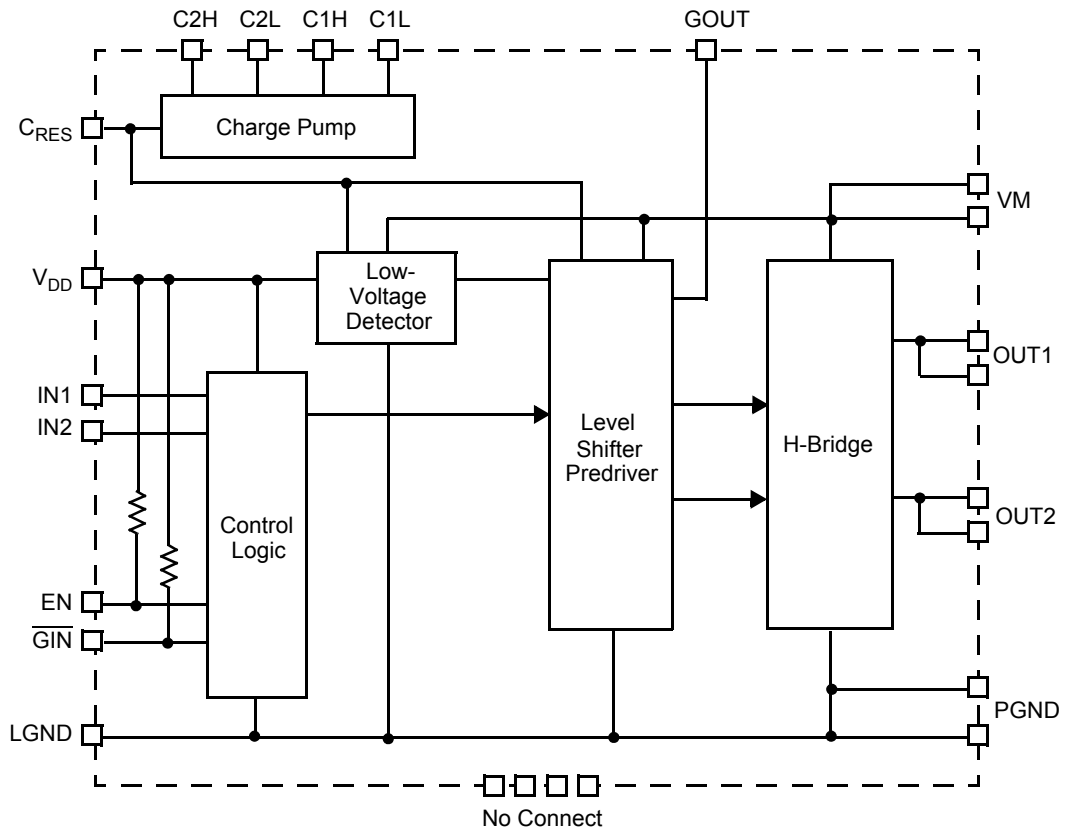 C2H C2L C1H C1L GOUT
Charge Pump
CRES
VM
VDD
Low-
Voltage
Detector
OUT1
IN1
IN2
Level
Shifter
Predriver
H-Bridge
OUT2
Control
Logic
EN
GIN
PGND
LGND
No Connect